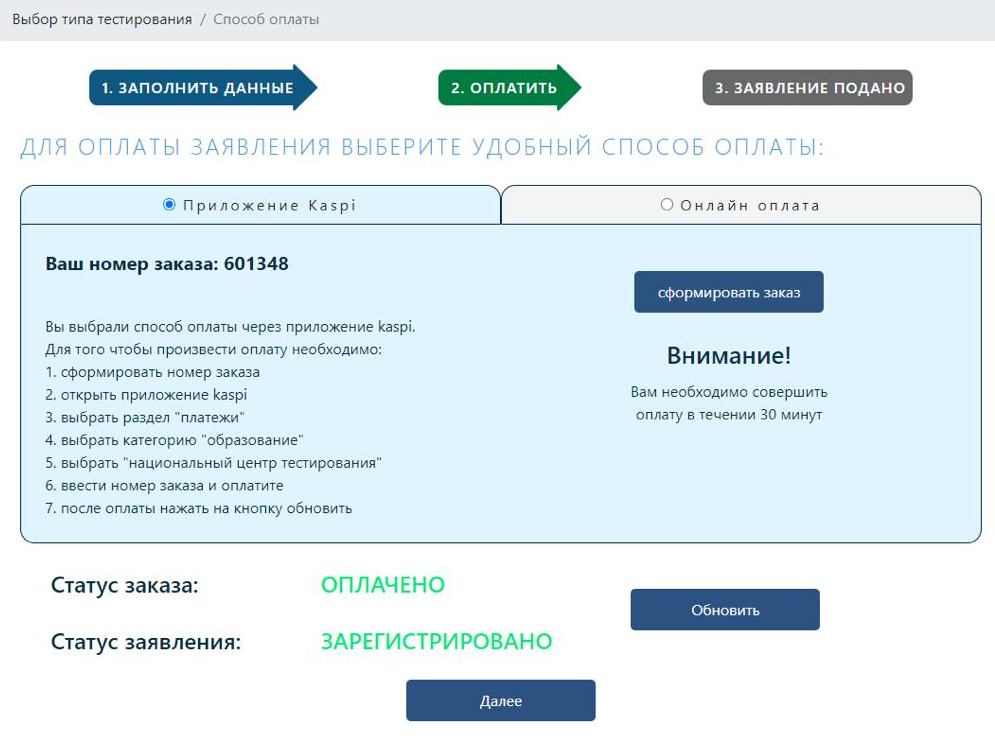 Выбор типа тестирования / Способ оплаты
1. ЗАПОЛНИТЬ ДАННЫЕ
2. ОПЛАТИТЬ
3. ЗАЯВЛЕНИЕ ПОДАНО
ДЛЯ ОПЛАТЫ ЗАЯВЛЕНИЯ ВЫБЕРИТЕ УДОБНЫЙ СПОСОБ ОПЛАТЫ:
Приложение Kaspi
Онлайн оплата
Ваш номер заказа: 601348
Вы выбрали способ оплаты через приложение kaspi.
Для того чтобы произвести оплату необходимо:
1. сформировать номер заказа
2. открыть приложение kaspi
3. выбрать раздел "платежи"
4. выбрать категорию "образование"
5. выбрать "национальный центр тестирования"
6. ввести номер заказа и оплатите
7. после оплаты нажать на кнопку обновить
сформировать заказ
Внимание!
Вам необходимо совершить
оплату в течении 30 минут
Статус заказа: ОПЛАЧЕНО
Обновить
Статус заявления: ЗАРЕГИСТРИРОВАНО
Далее